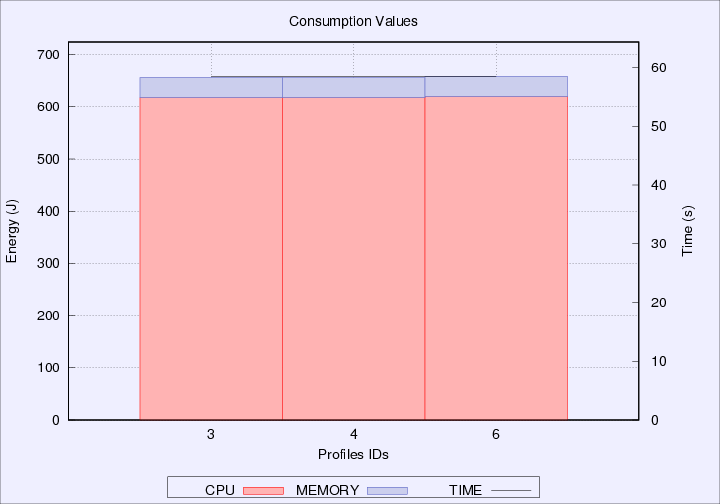 Consumption Values
700
600
500
400
300
200
100
0
60
50
40
30
20
10
0
Energy (J)
Time (s)
3 4 6
Profiles IDs
CPU MEMORY TIME